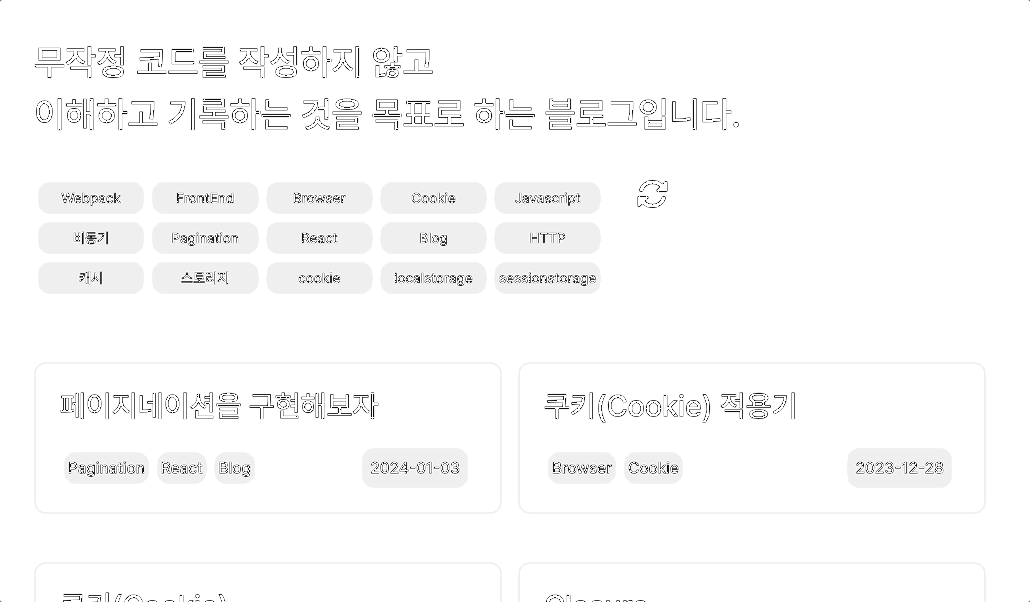 무작정 코드를 작성하지 않고
이해하고 기록하는 것을 목표로 하는 블로그입니다.
Webpack FrontEnd Browser Cookie Javascript
비동기 Pagination React Blog HTTP
캐시 스토리지 cookie localstorage sessionstorage
페이지네이션을 구현해보자
Pagination React Blog 2024-01-03
쿠키(Cookie) 적용기
Browser Cookie 2023-12-28
쿠키(Cookie)
Closure